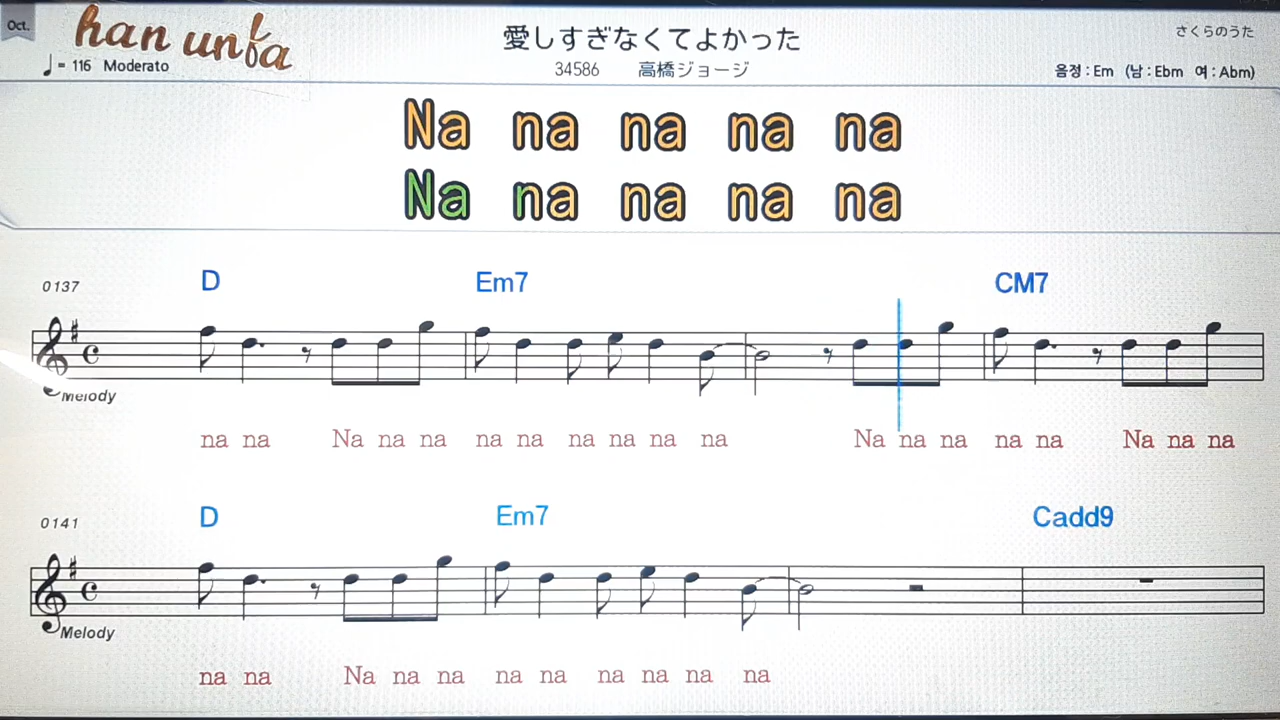 Oct.
han unfa
♩= 116 Moderato
愛しすぎなくてよかった
34586 高橋ジョージ
さくらのうた
음정 : Em (남 : Ebm 여 : Abm)
Na na na na na
Na na na na na
0137
D Em7 CM7
Melody
na na Na na na na na na na na na Na na na na na Na na na
0141
D Em7 Cadd9
Melody
na na Na na na na na na na na na